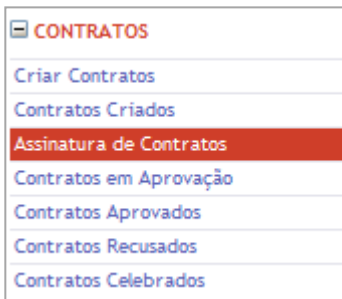 CONTRATOS
Criar Contratos
Contratos Criados
Assinatura de Contratos
Contratos em Aprovação
Contratos Aprovados
Contratos Recusados
Contratos Celebrados